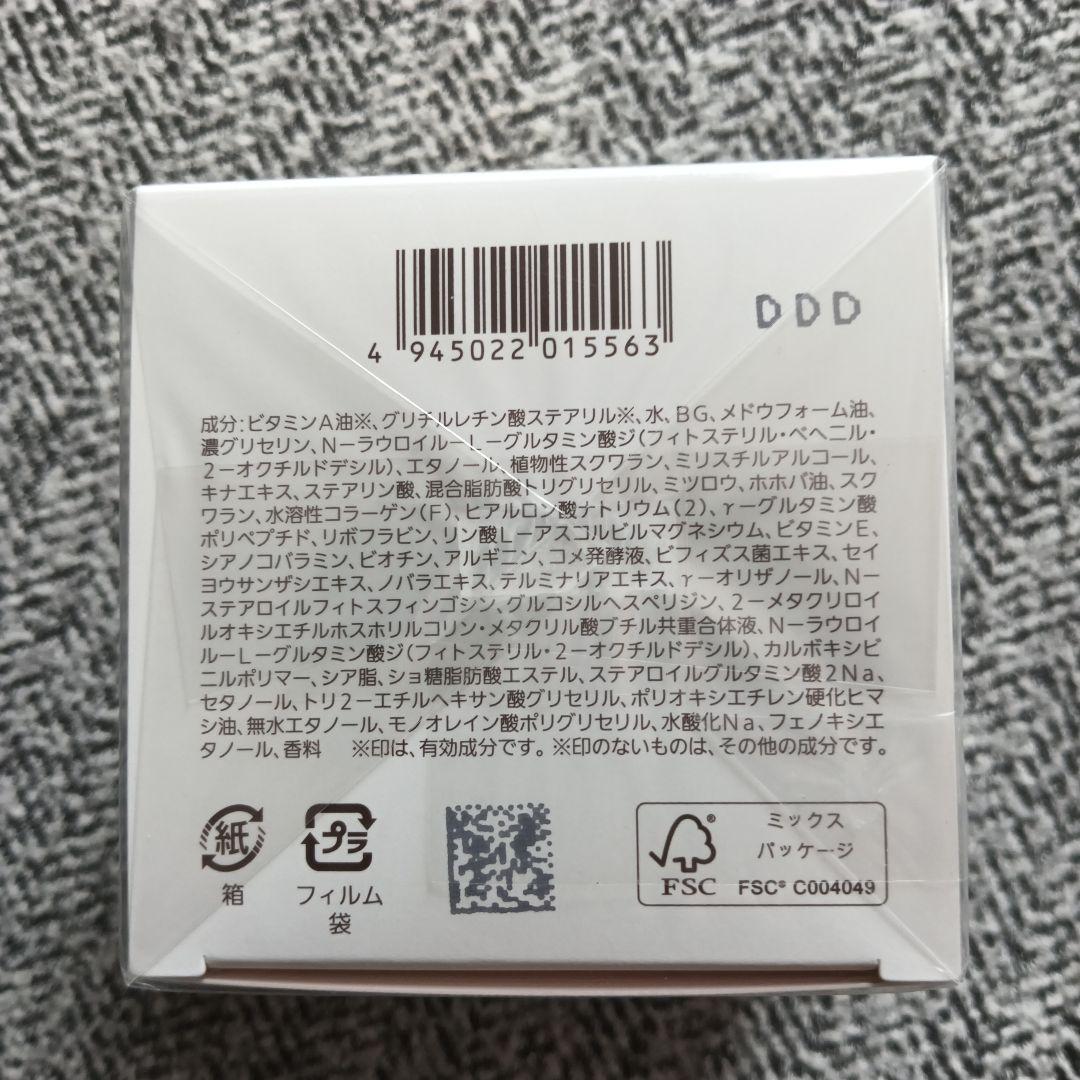 4 945022 015563
DDD
成分：ビタミンA油※、グリチルレチン酸ステアリル※、水、BG、メドウフォーム油、
濃グリセリン、N－ラウロイル－L－グルタミン酸ジ（フィトステリル・ベヘニル・
2－オクチルドデシル）、エタノール、植物性スクワラン、ミリスチルアルコール、
キナエキス、ステアリン酸、混合脂肪酸トリグリセリル、ミツロウ、ホホバ油、スク
ワラン、水溶性コラーゲン（F）、ヒアルロン酸ナトリウム（2）、γ－グルタミン酸
ポリペプチド、リボフラビン、リン酸L－アスコルビルマグネシウム、ビタミンE、
シアノコバラミン、ビオチン、アルギニン、コメ発酵液、ビフィズス菌エキス、セイ
ヨウサンザシエキス、ノバラエキス、テルミナリアエキス、γ－オリザノール、N－
ステアロイルフィトスフィンゴシン、グルコシルヘスペリジン、2－メタクリロイ
ルオキシエチルホスホリルコリン・メタクリル酸ブチル共重合体液、N－ラウロイ
ル－L－グルタミン酸ジ（フィトステリル・2－オクチルドデシル）、カルボキシビ
ニルポリマー、シア脂、ショ糖脂肪酸エステル、ステアロイルグルタミン酸2Na、
セタノール、トリ2－エチルヘキサン酸グリセリル、ポリオキシエチレン硬化ヒマ
シ油、無水エタノール、モノオレイン酸ポリグリセリル、水酸化Na、フェノキシエ
タノール、香料　※印は、有効成分です。※印のないものは、その他の成分です。
紙
箱
プラ
フィルム
袋
FSC
ミックス
パッケージ
FSC® C004049